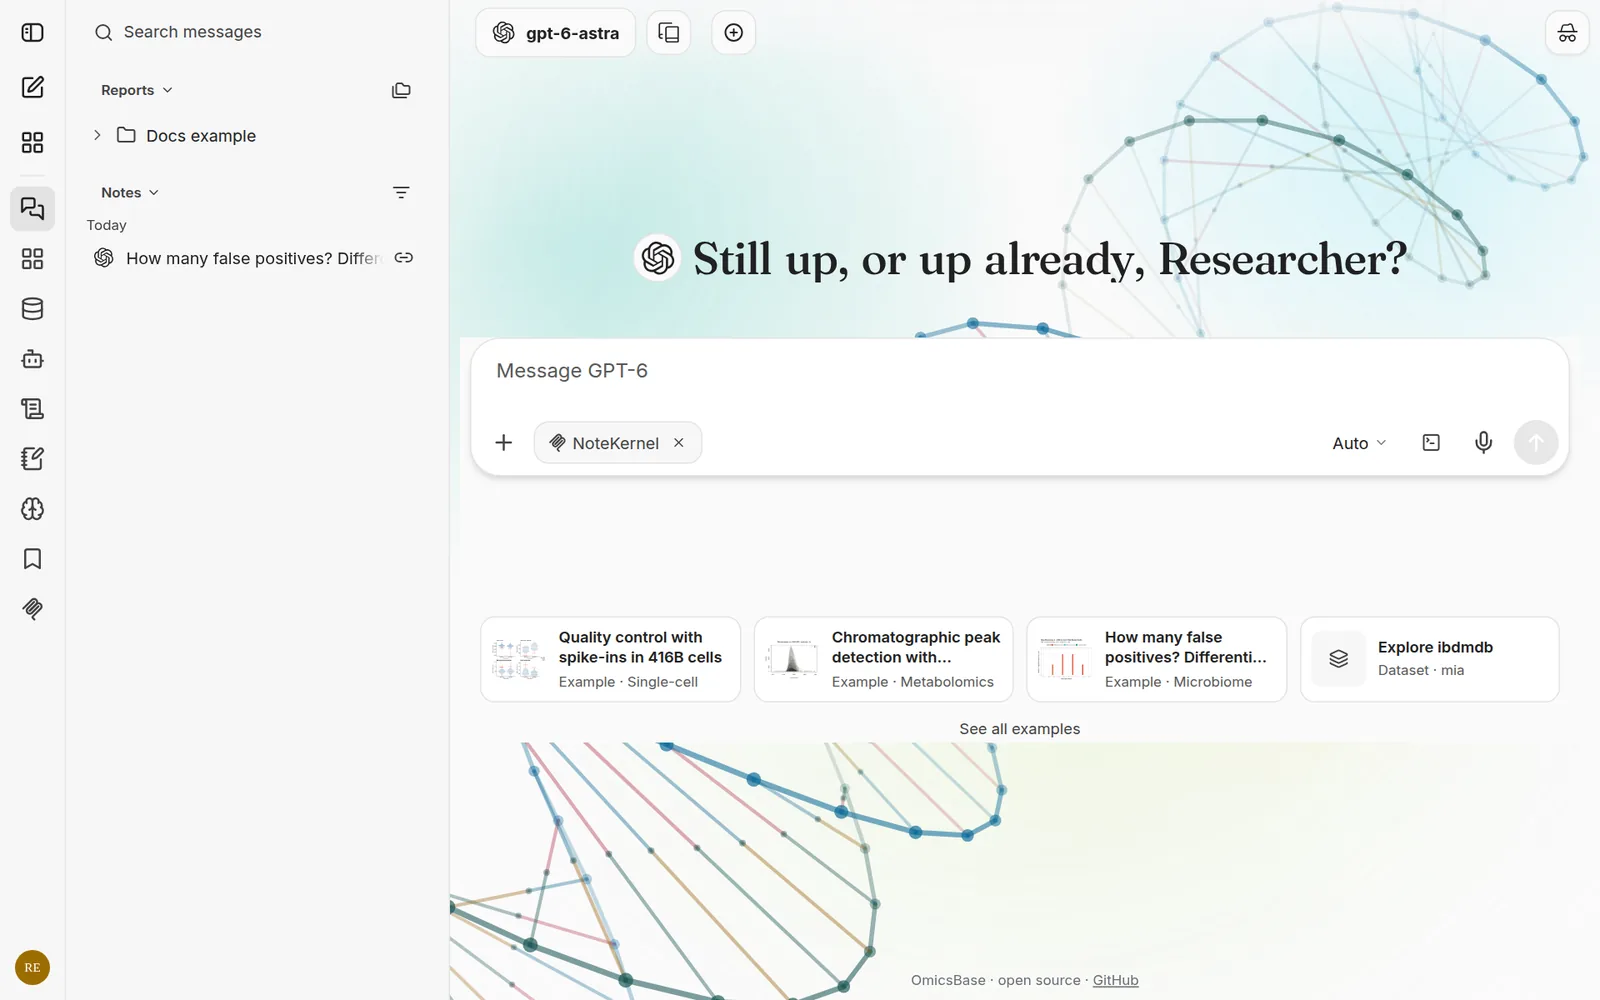 Search messages
Reports
Docs example
Notes
Today
How many false positives? Differ
RE
gpt-6-astra
Still up, or up already, Researcher?
Message GPT-6
NoteKernel
Auto
Quality control with
spike-ins in 416B cells
Example · Single-cell
Chromatographic peak
detection with...
Example · Metabolomics
How many false
positives? Differenti...
Example · Microbiome
Explore ibdmdb
Dataset · mia
See all examples
OmicsBase · open source · GitHub